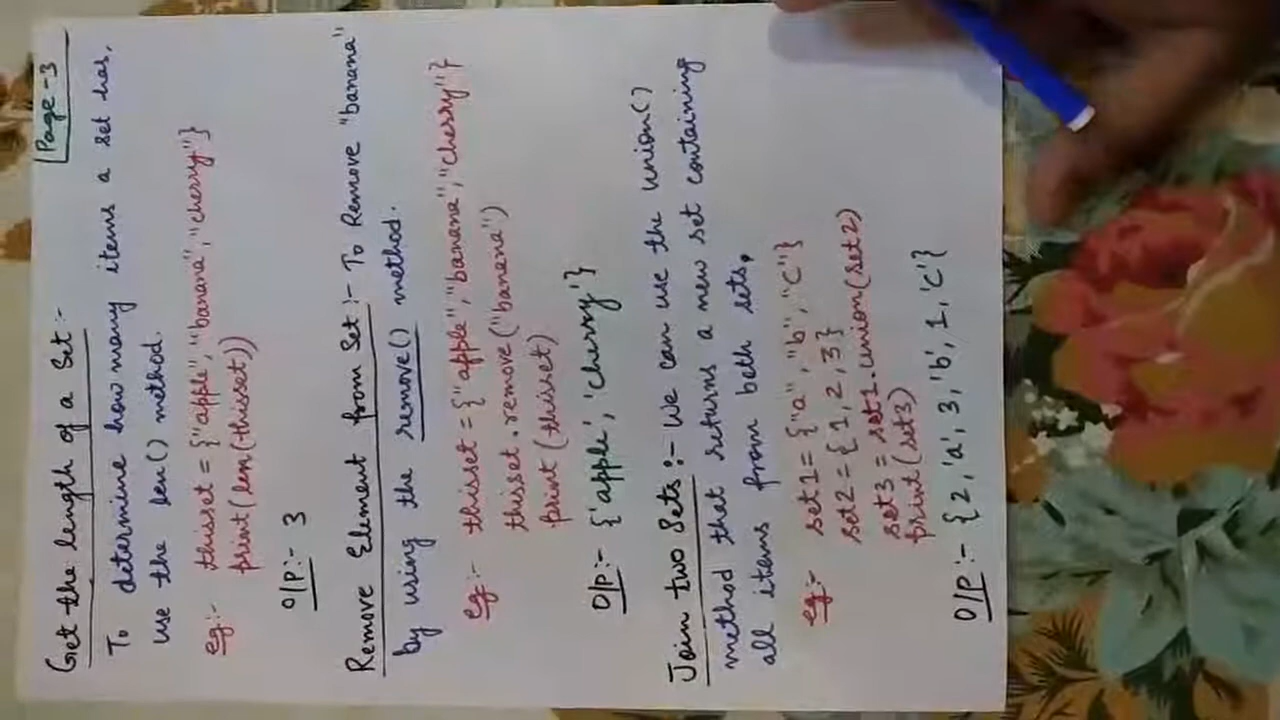 Page-3
Get the length of a Set:-
To determine how many items a set has,
use the len() method.
eg:- thisset = {"apple","banana","cherry"}
print(len(thisset))
O/P:- 3
Remove Element from Set:- To Remove "banana"
by using the remove() method.
eg:- thisset = {"apple","banana","cherry"}
thisset.remove("banana")
print(thisset)
O/P:- {'apple','cherry'}
Join two Sets:- We can use the union()
method that returns a new set containing
all items from both sets.
eg:- set1={"a","b","c"}
set2={1,2,3}
set3=set1.union(set2)
print(set3)
O/P:- {2,'a',3,'b',1,'c'}